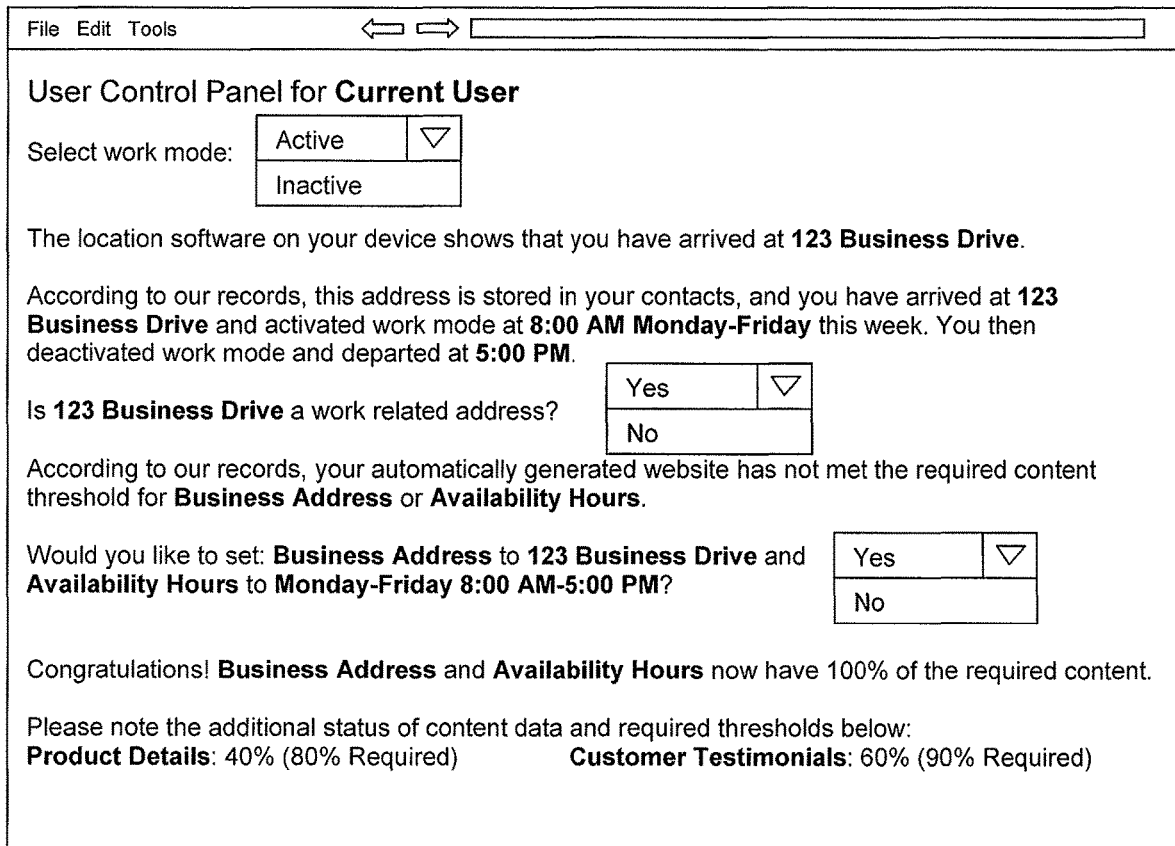 File Edit Tools
User Control Panel for Current User
Select work mode:
Active
Inactive
The location software on your device shows that you have arrived at 123 Business Drive.
According to our records, this address is stored in your contacts, and you have arrived at 123
Business Drive and activated work mode at 8:00 AM Monday-Friday this week. You then
deactivated work mode and departed at 5:00 PM.
Is 123 Business Drive a work related address?
Yes
No
According to our records, your automatically generated website has not met the required content
threshold for Business Address or Availability Hours.
Would you like to set: Business Address to 123 Business Drive and
Availability Hours to Monday-Friday 8:00 AM-5:00 PM?
Yes
No
Congratulations! Business Address and Availability Hours now have 100% of the required content.
Please note the additional status of content data and required thresholds below:
Product Details: 40% (80% Required) Customer Testimonials: 60% (90% Required)